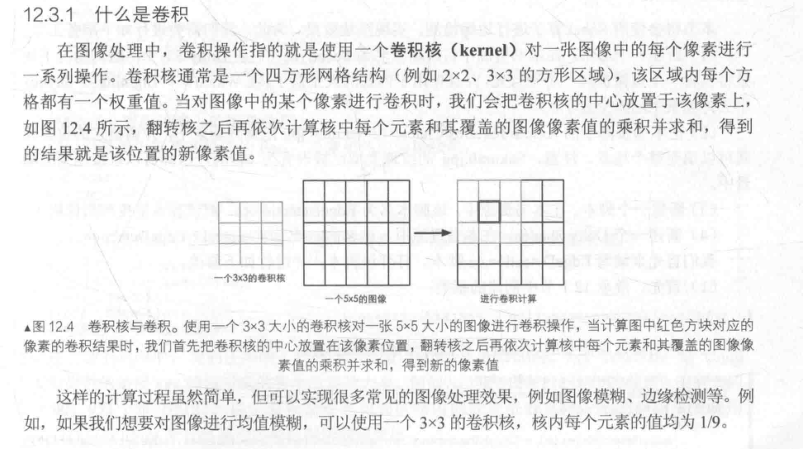 12.3.1 什么是卷积
在图像处理中，卷积操作指的就是使用一个卷积核（kernel）对一张图像中的每个像素进行
一系列操作。卷积核通常是一个四方形网格结构（例如 2×2、3×3 的方形区域），该区域内每个方
格都有一个权重值。当对图像中的某个像素进行卷积时，我们会把卷积核的中心放置于该像素上，
如图 12.4 所示，翻转核之后再依次计算核中每个元素和其覆盖的图像像素值的乘积并求和，得到
的结果就是该位置的新像素值。
一个3x3的卷积核
一个5x5的图像
进行卷积计算
▲图 12.4 卷积核与卷积。使用一个 3×3 大小的卷积核对一张 5×5 大小的图像进行卷积操作，当计算图中红色方块对应的
像素的卷积结果时，我们首先把卷积核的中心放置在该像素位置，翻转核之后再依次计算核中每个元素和其覆盖的图像像
素值的乘积并求和，得到新的像素值
这样的计算过程虽然简单，但可以实现很多常见的图像处理效果，例如图像模糊、边缘检测等。例
如，如果我们想要对图像进行均值模糊，可以使用一个 3×3 的卷积核，核内每个元素的值均为 1/9。